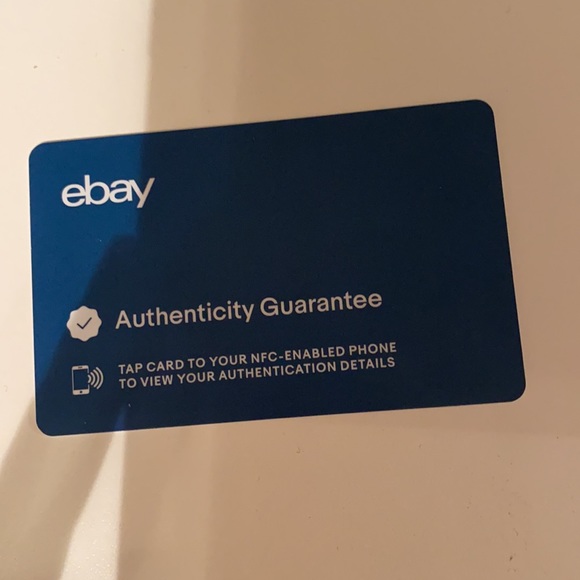 ebay
Authenticity Guarantee
TAP CARD TO YOUR NFC-ENABLED PHONE
TO VIEW YOUR AUTHENTICATION DETAILS